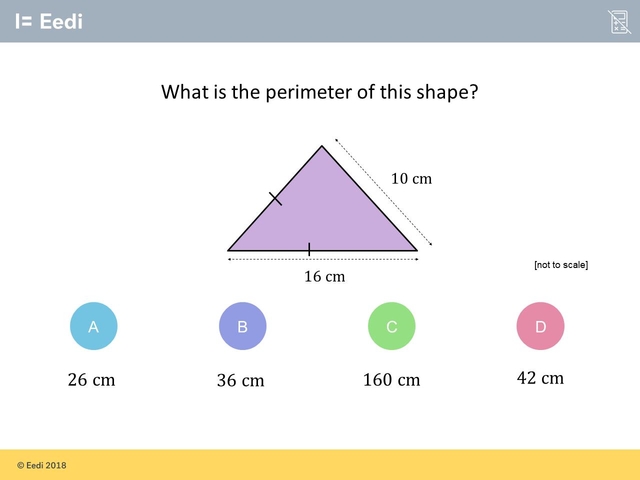 I= Eedi
What is the perimeter of this shape?
10 cm
16 cm
[not to scale]
A
B
C
D
26 cm
36 cm
160 cm
42 cm
© Eedi 2018